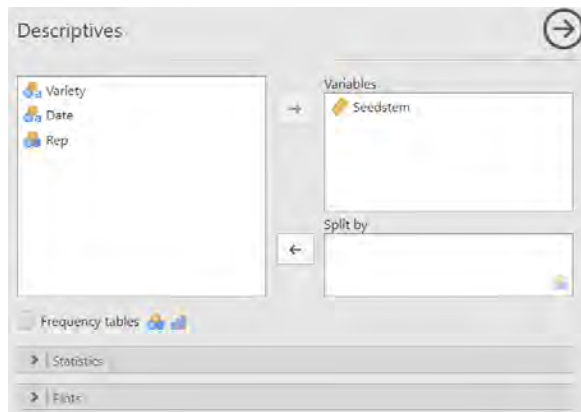 Descriptives
Variety
Date
Rep
Variables
Seedstem
Split by
Frequency tables
Statistics
Plots